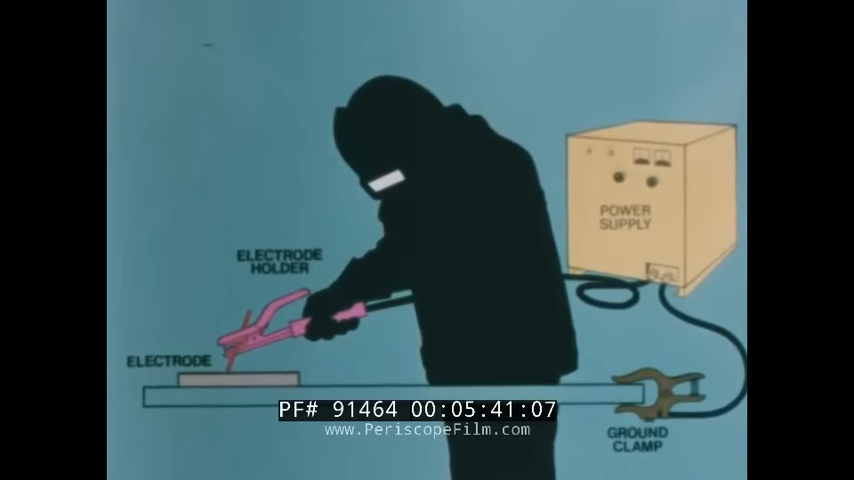 POWER
SUPPLY
ELECTRODE
HOLDER
ELECTRODE
PF# 91464 00:05:41:07
www.PeriscopeFilm.com
GROUND
CLAMP